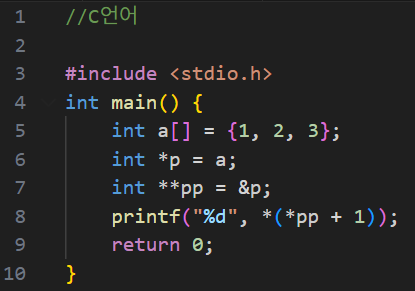 1 //C언어
2
3 #include <stdio.h>
4 int main() {
5     int a[] = {1, 2, 3};
6     int *p = a;
7     int **pp = &p;
8     printf("%d", *(*pp + 1));
9     return 0;
10 }